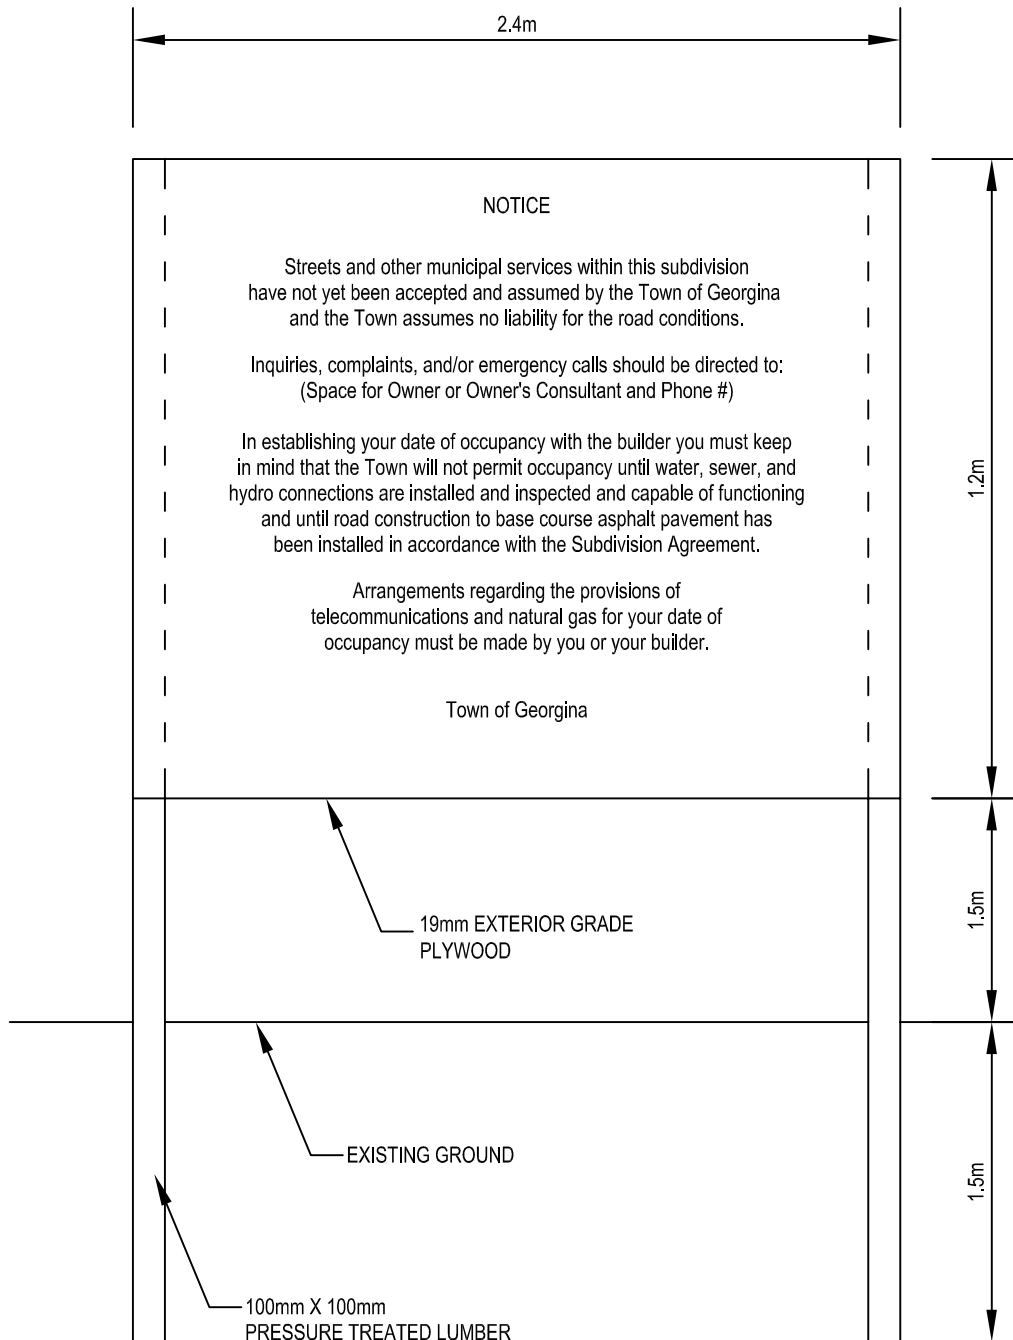 2.4m
NOTICE
Streets and other municipal services within this subdivision
have not yet been accepted and assumed by the Town of Georgina
and the Town assumes no liability for the road conditions.
Inquiries, complaints, and/or emergency calls should be directed to:
(Space for Owner or Owner's Consultant and Phone #)
In establishing your date of occupancy with the builder you must keep
in mind that the Town will not permit occupancy until water, sewer, and
hydro connections are installed and inspected and capable of functioning
and until road construction to base course asphalt pavement has
been installed in accordance with the Subdivision Agreement.
Arrangements regarding the provisions of
telecommunications and natural gas for your date of
occupancy must be made by you or your builder.
Town of Georgina
1.2m
19mm EXTERIOR GRADE
PLYWOOD
1.5m
EXISTING GROUND
1.5m
100mm X 100mm
PRESSURE TREATED LUMBER